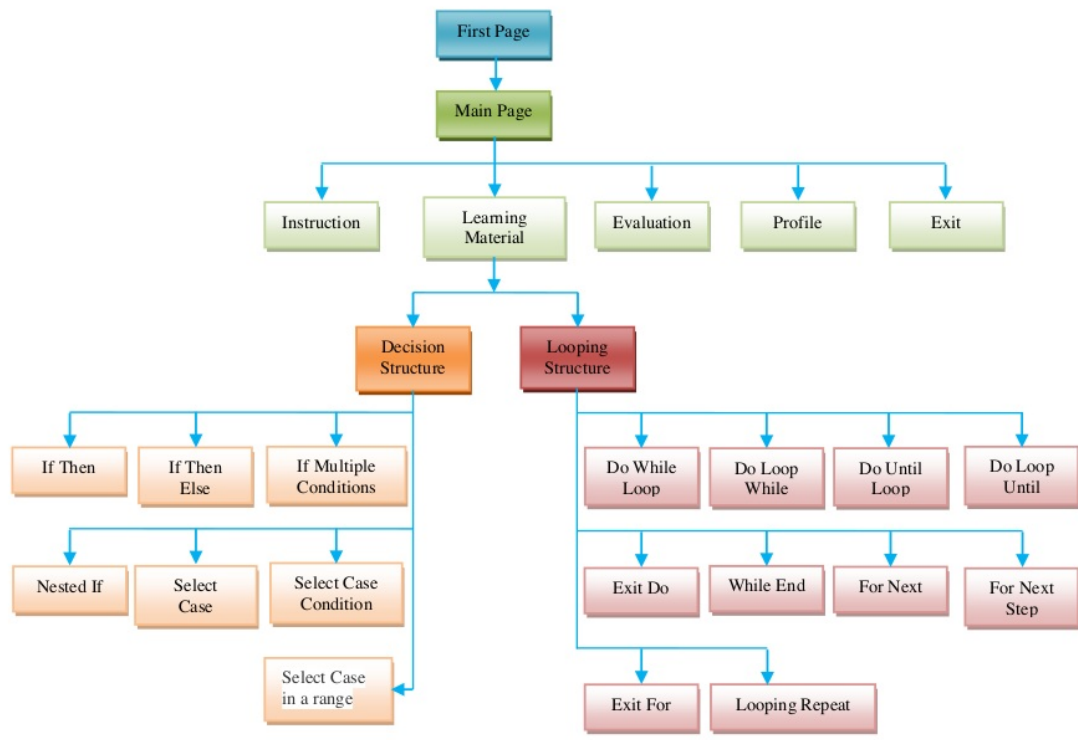 First Page
Main Page
Instruction
Learning
Material
Evaluation
Profile
Exit
Decision
Structure
Looping
Structure
If Then
If Then
Else
If Multiple
Conditions
Do While
Loop
Do Loop
While
Do Until
Loop
Do Loop
Until
Nested If
Select
Case
Select Case
Condition
Exit Do
While End
For Next
For Next
Step
Select Case
in a range
Exit For
Looping Repeat